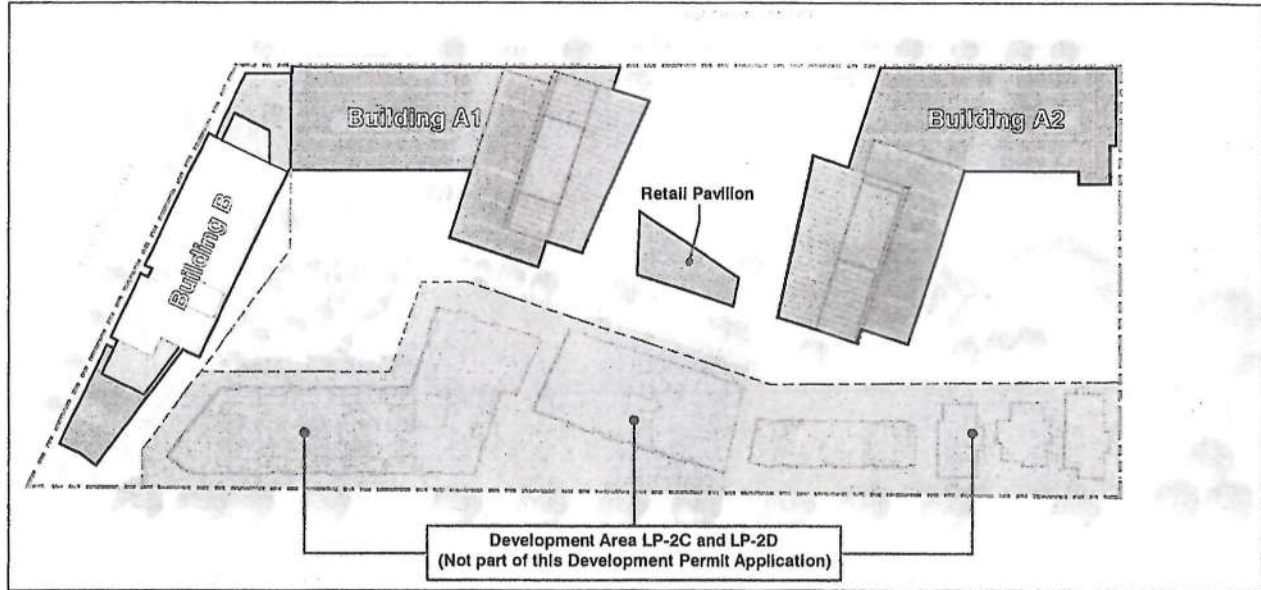 Building A1
Building A2
Retail Pavilion
Building B
Development Area LP-2C and LP-2D
(Not part of this Development Permit Application)